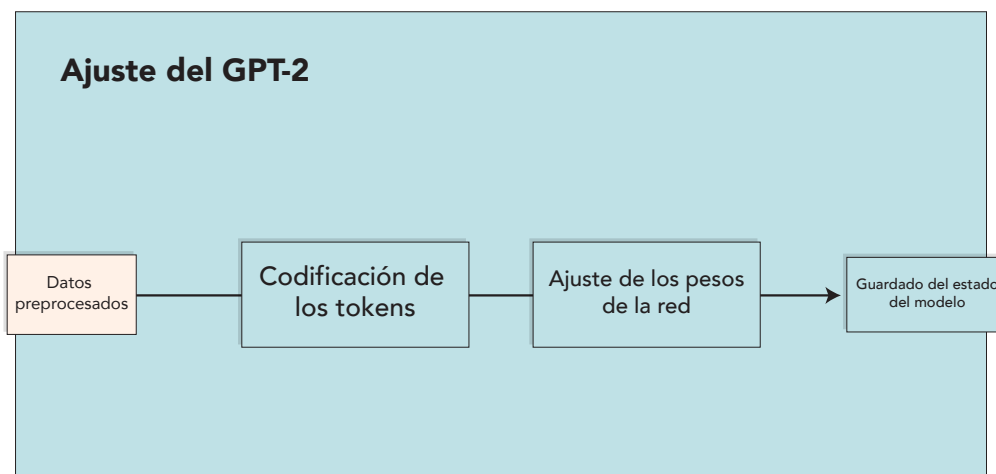 Ajuste del GPT-2
Datos
preprocesados
Codificación de
los tokens
Ajuste de los pesos
de la red
Guardado del estado
del modelo